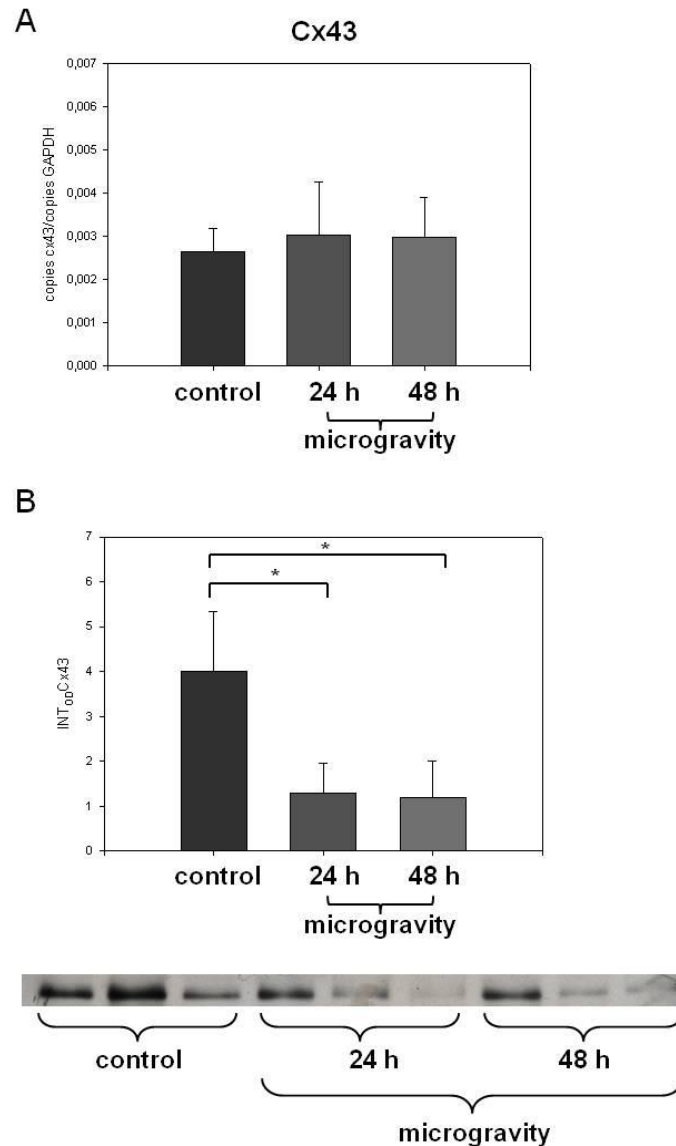 A
Cx43
0,007
0,006
0,005
0,004
0,003
0,002
0,001
0,000
copies cx43/copies GAPDH
control 24 h 48 h
microgravity
B
7
6
5
4
3
2
1
0
INT_OD Cx43
*
*
control 24 h 48 h
microgravity
control 24 h 48 h
microgravity